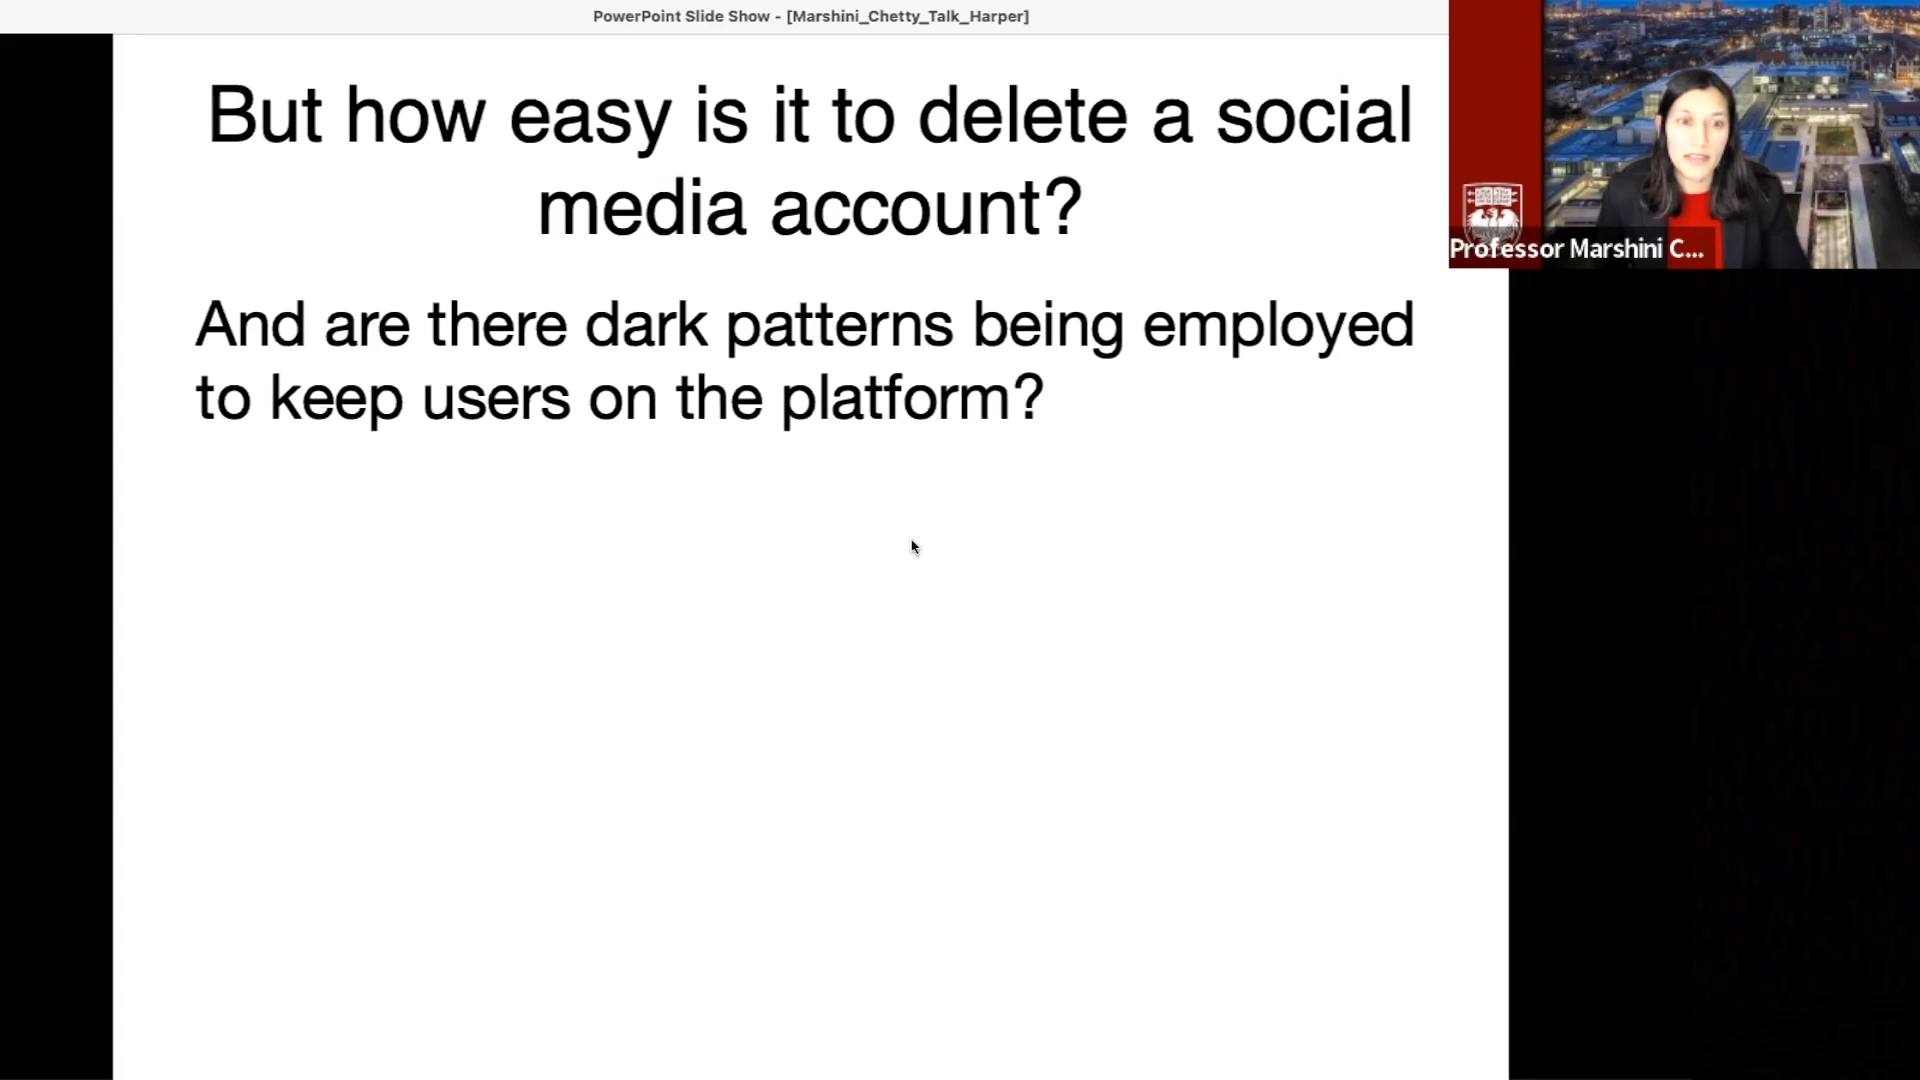 PowerPoint Slide Show - [Marshini_Chetty_Talk_Harper]
But how easy is it to delete a social
media account?
And are there dark patterns being employed
to keep users on the platform?
Professor Marshini C...